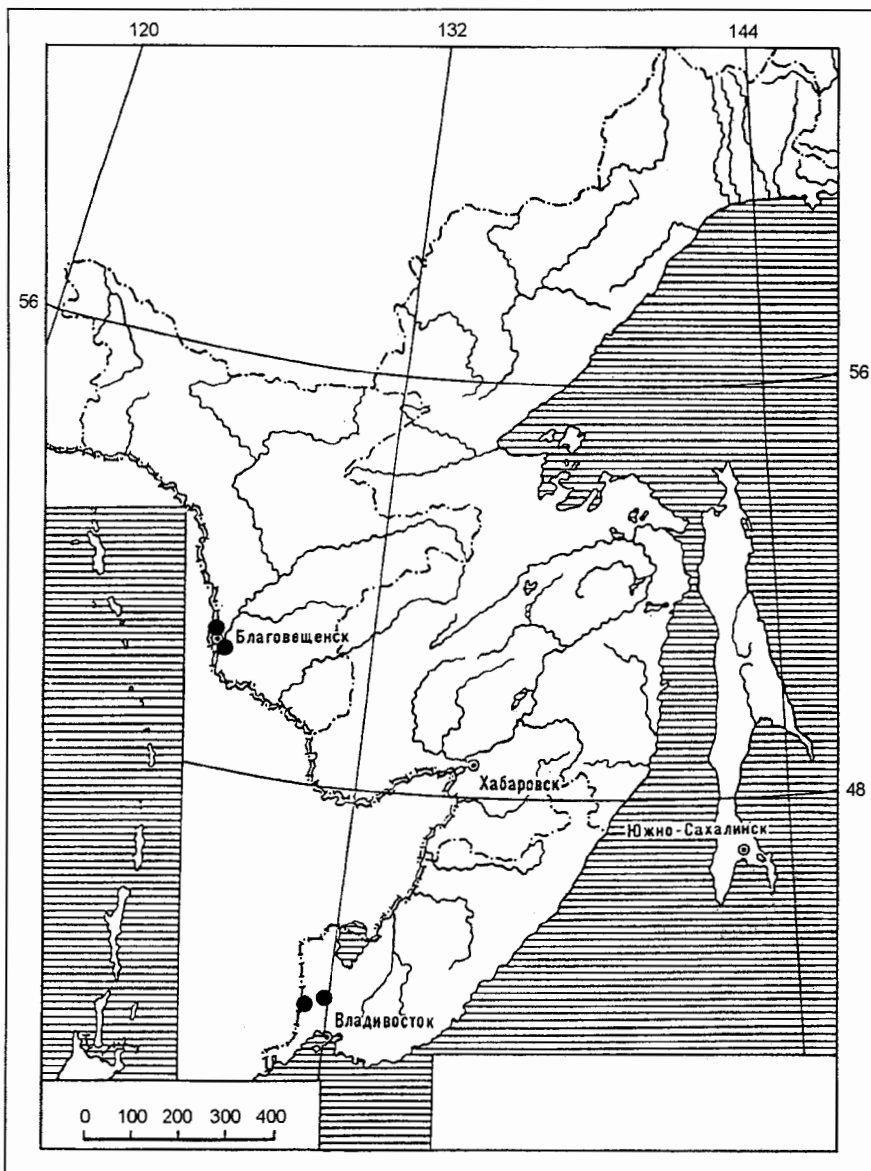 120 132 144
56
56
Благовещенск
Хабаровск
48
Южно-Сахалинск
Владивосток
0 100 200 300 400